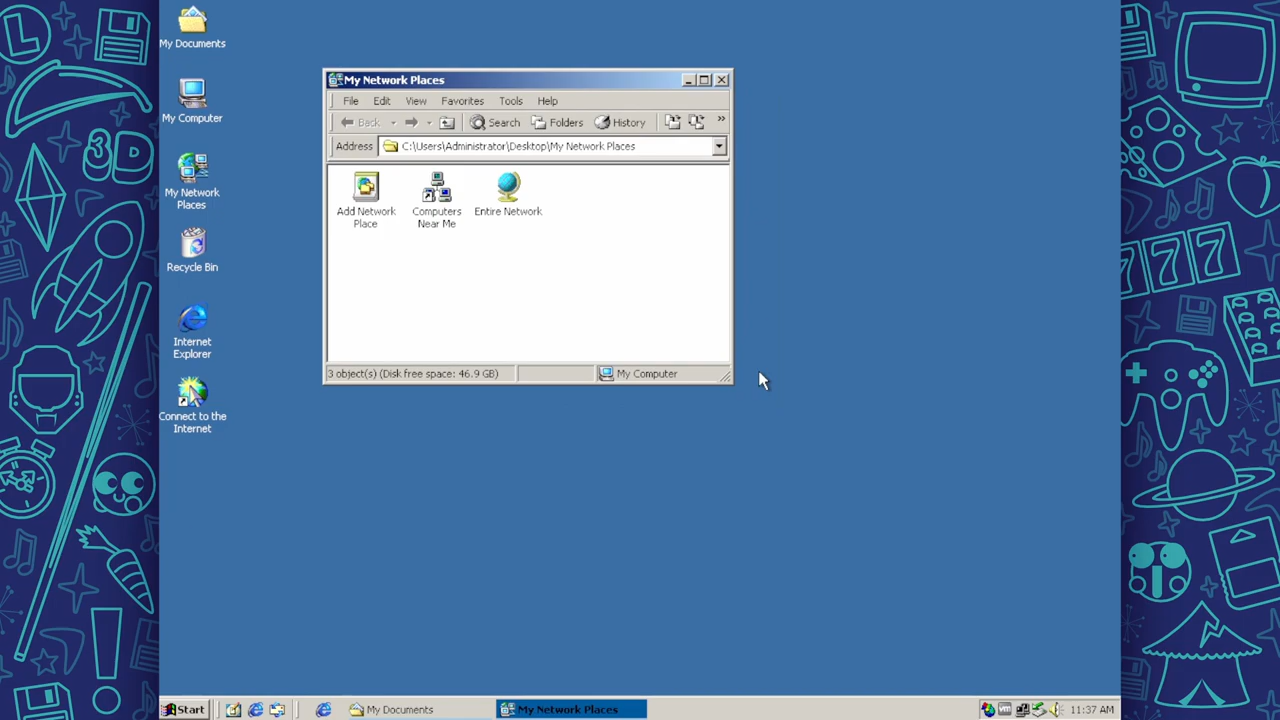 My Documents
My Computer
My Network
Places
Recycle Bin
Internet
Explorer
Connect to the
Internet
My Network Places
File Edit View Favorites Tools Help
Back Search Folders History »
Address C:\Users\Administrator\Desktop\My Network Places
Add Network
Place
Computers
Near Me
Entire Network
3 object(s) (Disk free space: 46.9 GB) My Computer
Start My Documents My Network Places 11:37 AM
L
3D
777